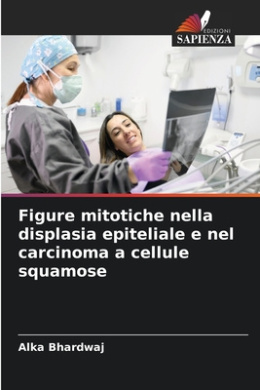 EDIZIONI
SAPIENZA
Figure mitotiche nella
displasia epiteliale e nel
carcinoma a cellule
squamose
Alka Bhardwaj